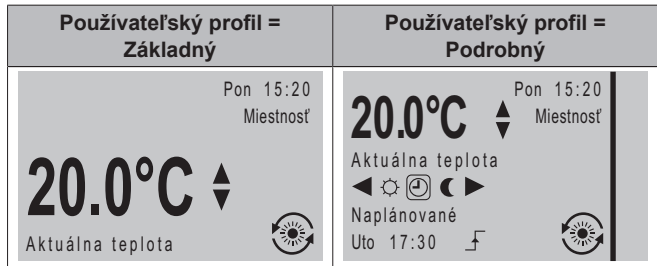 Používateľský profil =
Základný
Používateľský profil =
Podrobný
Pon 15:20
Miestnosť
20.0°C
Aktuálna teplota
Pon 15:20
20.0°C
Miestnosť
Aktuálna teplota
Naplánované
Uto 17:30